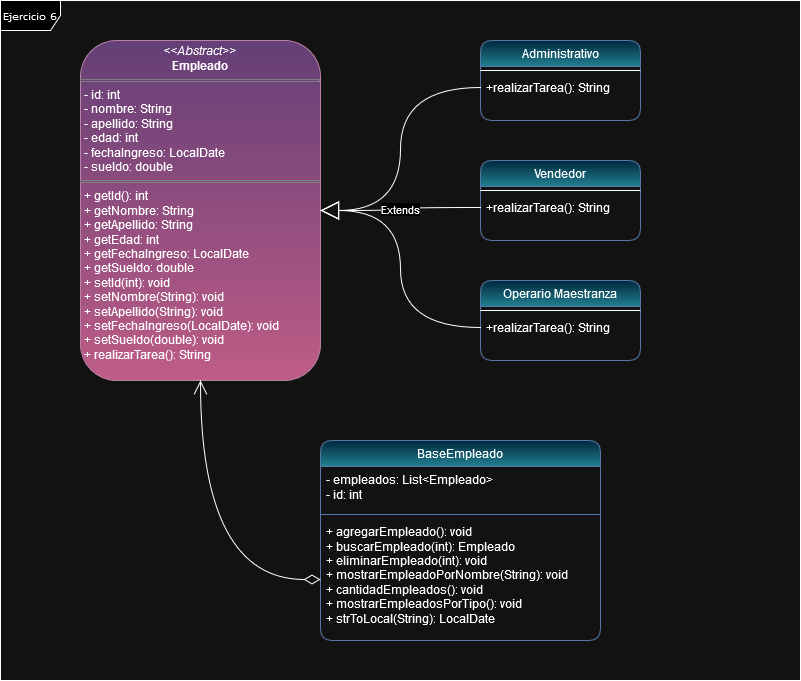 Ejercicio 6
<<Abstract>>
Empleado
- id: int
- nombre: String
- apellido: String
- edad: int
- fechaIngreso: LocalDate
- sueldo: double
+ getId(): int
+ getNombre: String
+ getApellido: String
+ getEdad: int
+ getFechaIngreso: LocalDate
+ getSueldo: double
+ setId(int): void
+ setNombre(String): void
+ setApellido(String): void
+ setFechaIngreso(LocalDate): void
+ setSueldo(double): void
+ realizarTarea(): String
Extends
Administrativo
+realizarTarea(): String
Vendedor
+realizarTarea(): String
Operario Maestranza
+realizarTarea(): String
BaseEmpleado
- empleados: List<Empleado>
- id: int
+ agregarEmpleado(): void
+ buscarEmpleado(int): Empleado
+ eliminarEmpleado(int): void
+ mostrarEmpleadoPorNombre(String): void
+ cantidadEmpleados(): void
+ mostrarEmpleadosPorTipo(): void
+ strToLocal(String): LocalDate